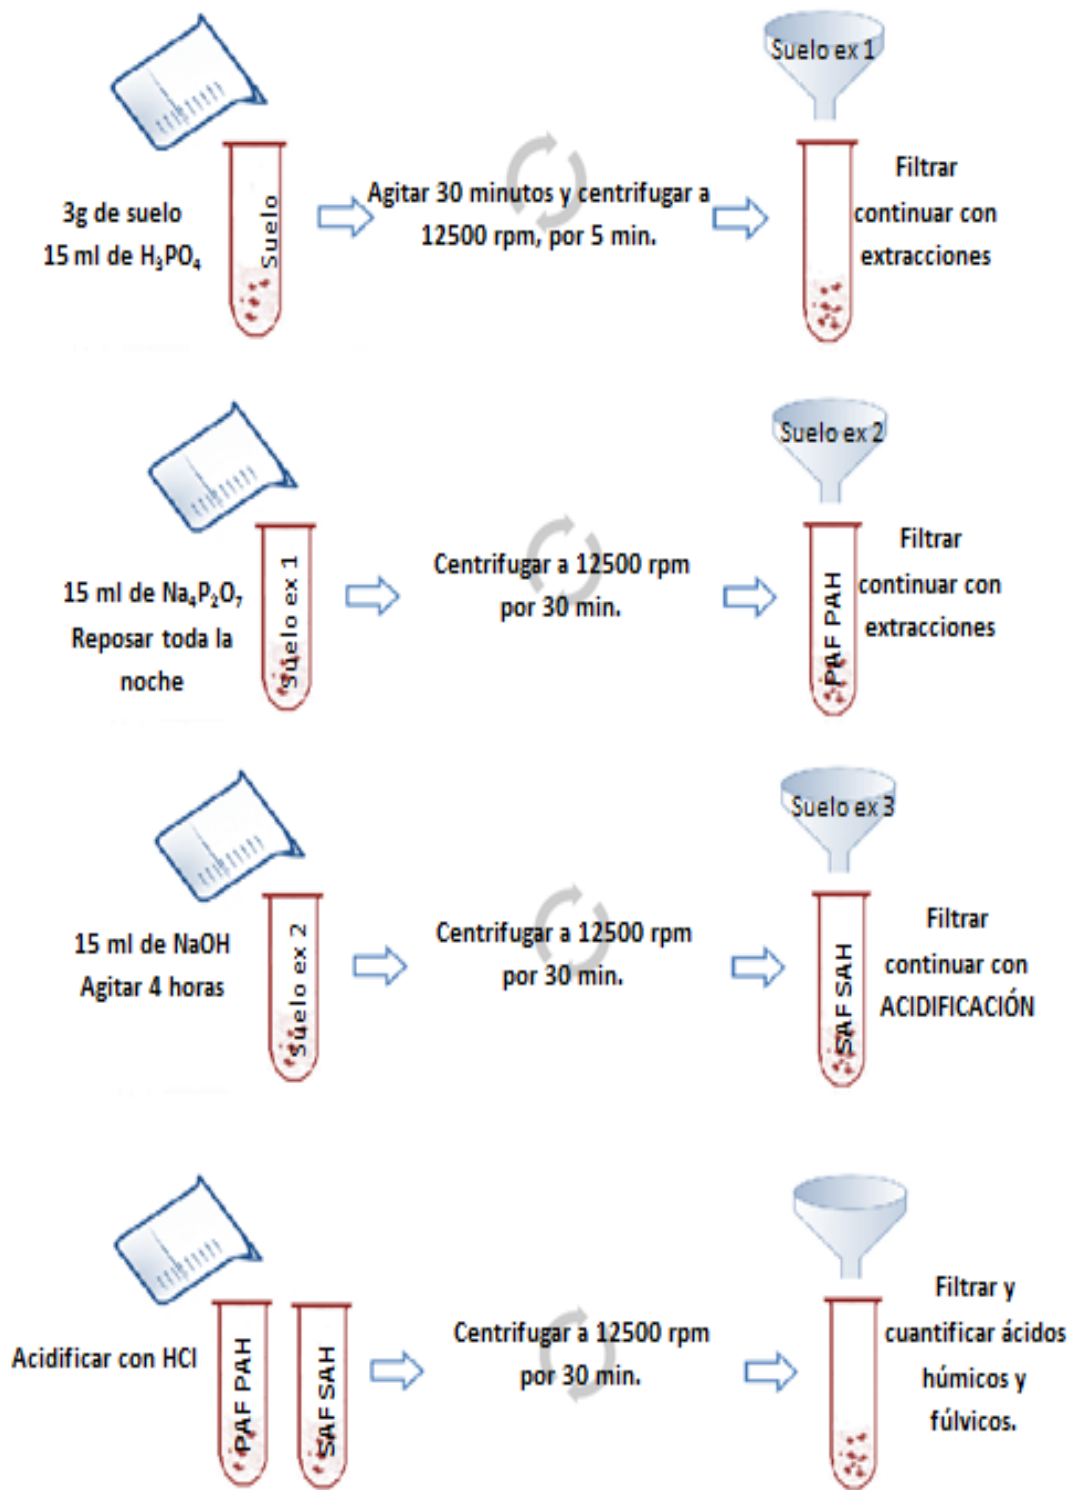 Suelo ex 1
3g de suelo
15 ml de H₃PO₄
Suelo
Agitar 30 minutos y centrifugar a
12500 rpm, por 5 min.
Filtrar
continuar con
extracciones
Suelo ex 2
15 ml de Na₄P₂O₇
Reposar toda la
noche
Suelo ex 1
Centrifugar a 12500 rpm
por 30 min.
PAF PAH
Filtrar
continuar con
extracciones
Suelo ex 3
15 ml de NaOH
Agitar 4 horas
Suelo ex 2
Centrifugar a 12500 rpm
por 30 min.
SAF SAH
Filtrar
continuar con
ACIDIFICACIÓN
Acidificar con HCl
PAF PAH
SAF SAH
Centrifugar a 12500 rpm
por 30 min.
Filtrar y
cuantificar ácidos
húmicos y
fúlvicos.